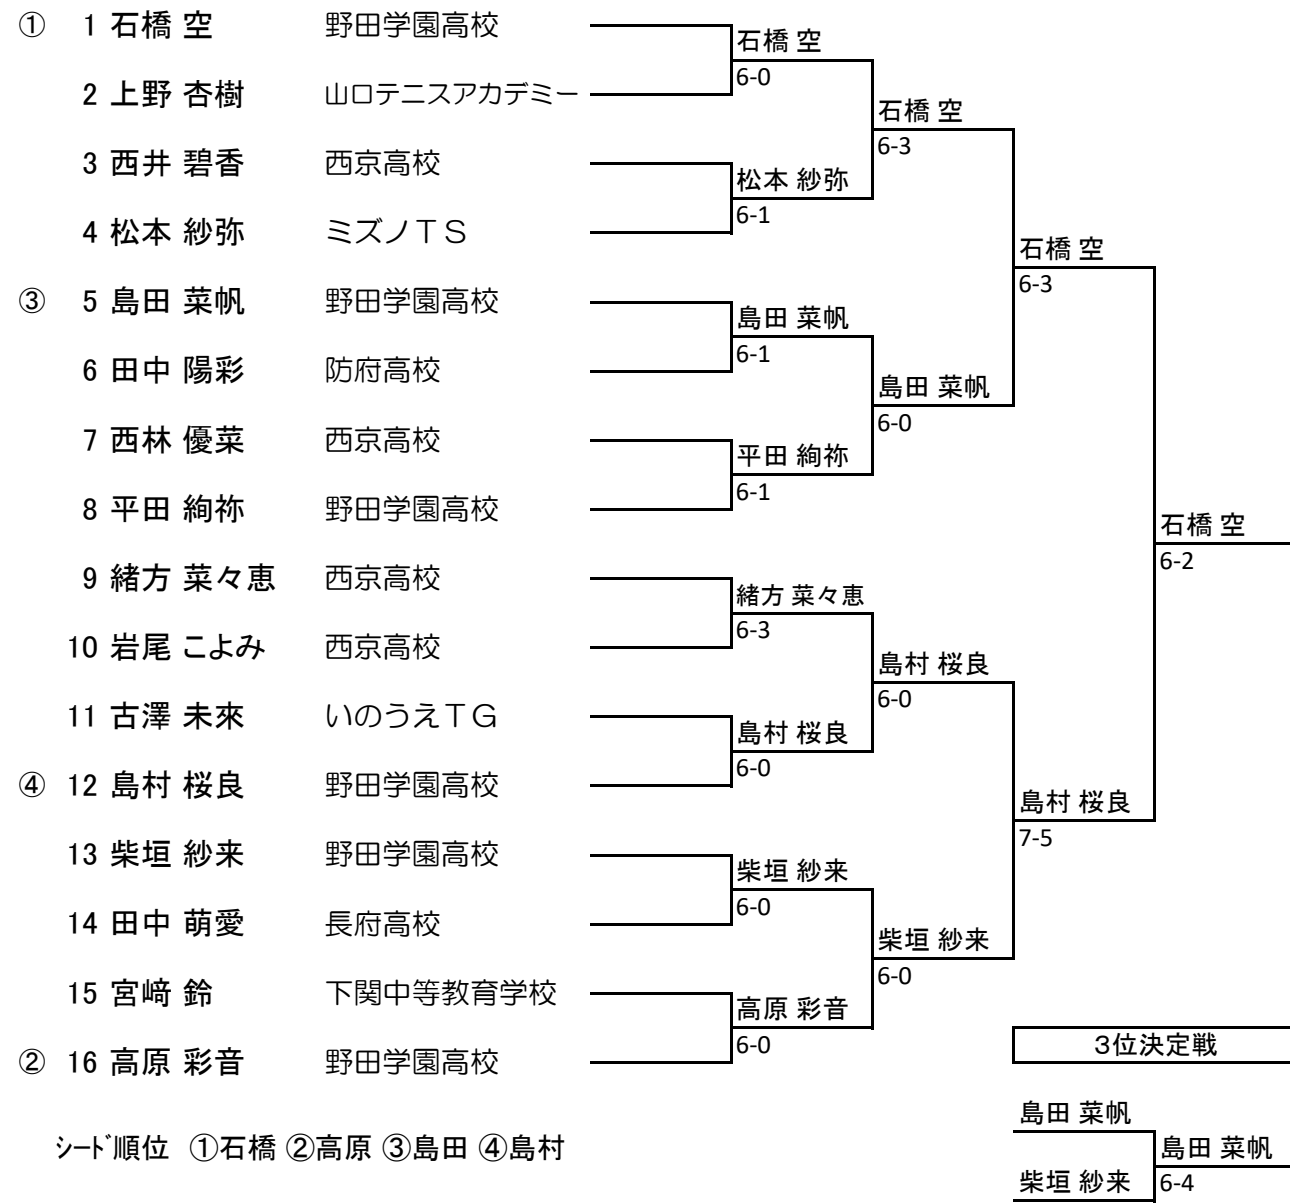 ① 1 石橋 空 野田学園高校
2 上野 杏樹 山口テニスアカデミー
3 西井 碧香 西京高校
4 松本 紗弥 ミズノＴＳ
③ 5 島田 菜帆 野田学園高校
6 田中 陽彩 防府高校
7 西林 優菜 西京高校
8 平田 絢祢 野田学園高校
9 緒方 菜々恵 西京高校
10 岩尾 こよみ 西京高校
11 古澤 未來 いのうえＴＧ
④ 12 島村 桜良 野田学園高校
13 柴垣 紗来 野田学園高校
14 田中 萌愛 長府高校
15 宮﨑 鈴 下関中等教育学校
② 16 高原 彩音 野田学園高校
石橋 空
6-0
松本 紗弥
6-1
島田 菜帆
6-1
平田 絢祢
6-1
緒方 菜々恵
6-3
島村 桜良
6-0
柴垣 紗来
6-0
高原 彩音
6-0
石橋 空
6-3
島田 菜帆
6-0
島村 桜良
6-0
柴垣 紗来
6-0
石橋 空
6-3
島村 桜良
7-5
石橋 空
6-2
3位決定戦
島田 菜帆
柴垣 紗来
島田 菜帆
6-4
ｼｰﾄﾞ順位 ①石橋 ②高原 ③島田 ④島村